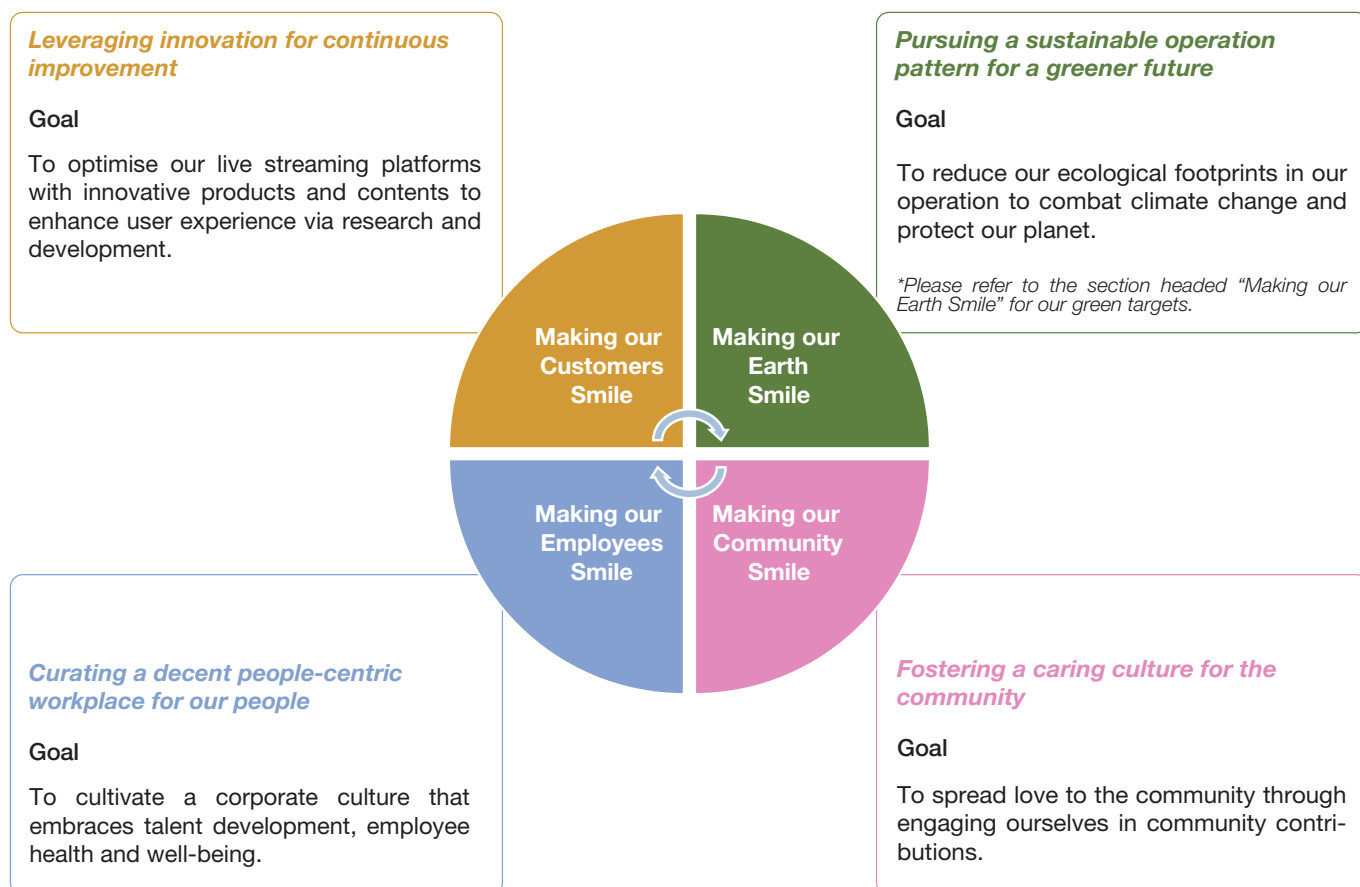 Leveraging innovation for continuous
improvement
Goal
To optimise our live streaming platforms
with innovative products and contents to
enhance user experience via research and
development.
Pursuing a sustainable operation
pattern for a greener future
Goal
To reduce our ecological footprints in our
operation to combat climate change and
protect our planet.
*Please refer to the section headed “Making our
Earth Smile” for our green targets.
Making our
Customers
Smile
Making our
Earth
Smile
Making our
Employees
Smile
Making our
Community
Smile
Curating a decent people-centric
workplace for our people
Goal
To cultivate a corporate culture that
embraces talent development, employee
health and well-being.
Fostering a caring culture for the
community
Goal
To spread love to the community through
engaging ourselves in community contri-
butions.